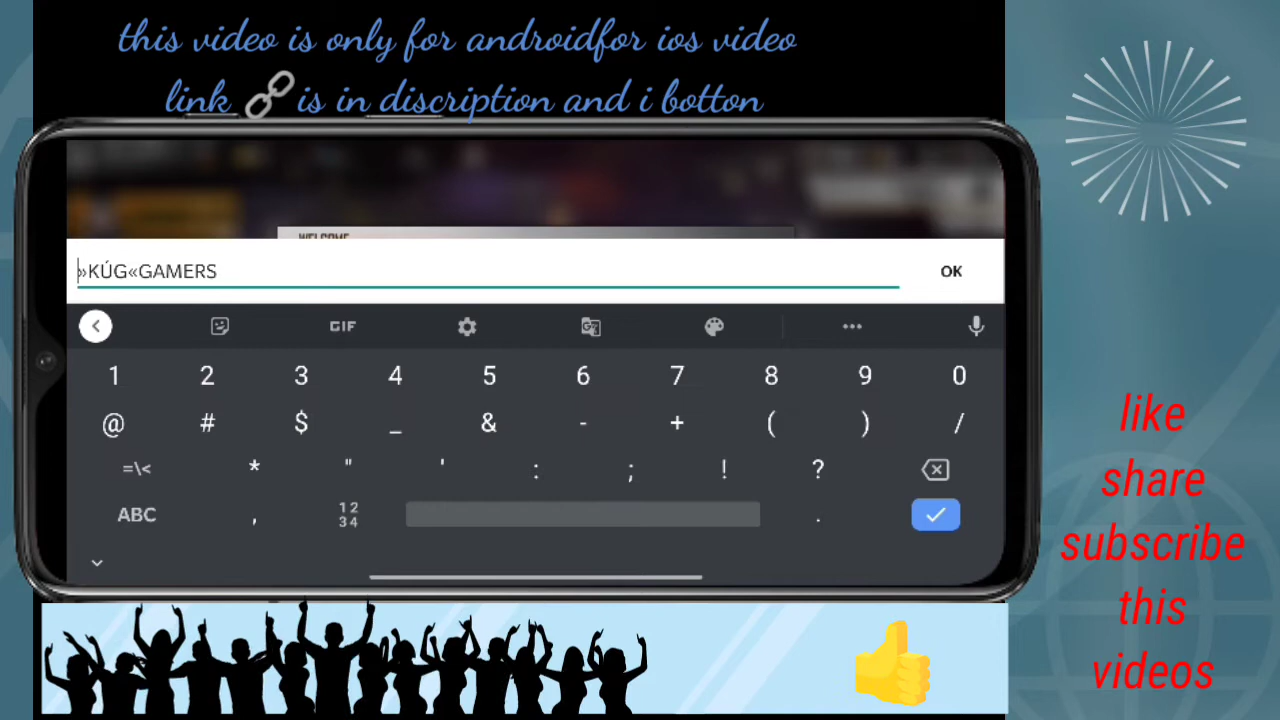 this video is only for androidfor ios video
link 🔗 is in discription and i botton
WELCOME
»KÚG«GAMERS
OK
GIF
1 2 3 4 5 6 7 8 9 0
@ # $ _ & - + ( ) /
=\< * " ' : ; ! ?
ABC , 12 34 .
like
share
subscribe
this
videos